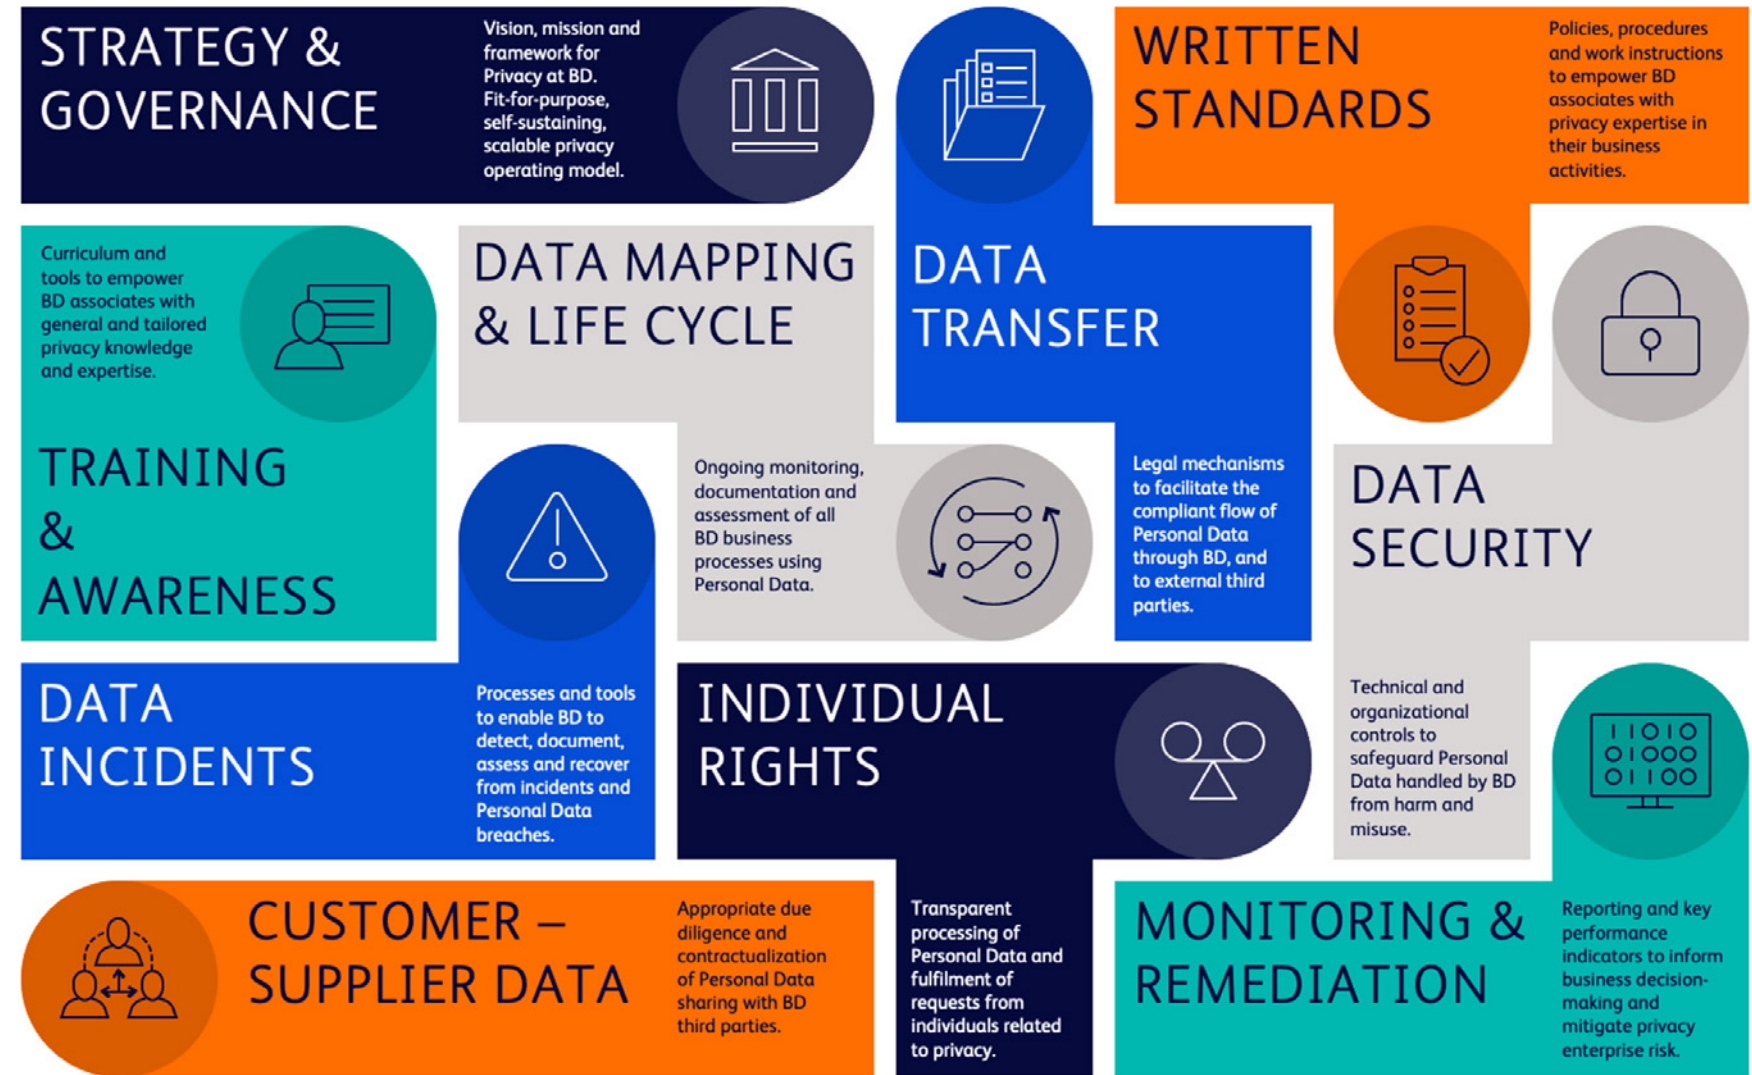 STRATEGY &
GOVERNANCE
Vision, mission and
framework for
Privacy at BD.
Fit-for-purpose,
self-sustaining,
scalable privacy
operating model.
WRITTEN
STANDARDS
Policies, procedures
and work instructions
to empower BD
associates with
privacy expertise in
their business
activities.
Curriculum and
tools to empower
BD associates with
general and tailored
privacy knowledge
and expertise.
TRAINING
&
AWARENESS
DATA MAPPING
& LIFE CYCLE
Ongoing monitoring,
documentation and
assessment of all
BD business
processes using
Personal Data.
DATA
TRANSFER
Legal mechanisms
to facilitate the
compliant flow of
Personal Data
through BD, and
to external third
parties.
DATA
SECURITY
Technical and
organizational
controls to
safeguard Personal
Data handled by BD
from harm and
misuse.
DATA
INCIDENTS
Processes and tools
to enable BD to
detect, document,
assess and recover
from incidents and
Personal Data
breaches.
INDIVIDUAL
RIGHTS
Transparent
processing of
Personal Data and
fulfilment of
requests from
individuals related
to privacy.
11010
01000
01100
CUSTOMER –
SUPPLIER DATA
Appropriate due
diligence and
contractualization
of Personal Data
sharing with BD
third parties.
MONITORING &
REMEDIATION
Reporting and key
performance
indicators to inform
business decision-
making and
mitigate privacy
enterprise risk.